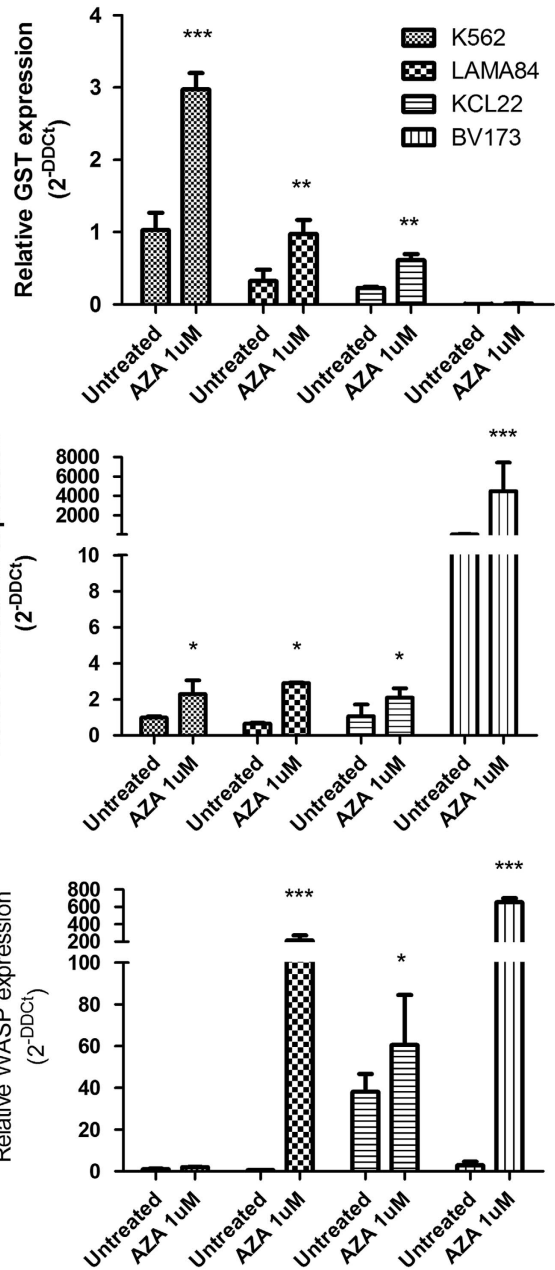 Relative GST expression
(2-DDCt)
4
3
2
1
0
***
**
**
K562
LAMA84
KCL22
BV173
Untreated
AZA 1uM
Untreated
AZA 1uM
Untreated
AZA 1uM
Untreated
AZA 1uM
(2-DDCt)
8000
6000
4000
2000
10
8
6
4
2
0
*
*
*
***
Untreated
AZA 1uM
Untreated
AZA 1uM
Untreated
AZA 1uM
Untreated
AZA 1uM
Relative WASP expression
(2-DDCt)
800
600
400
200
100
80
60
40
20
0
***
*
***
Untreated
AZA 1uM
Untreated
AZA 1uM
Untreated
AZA 1uM
Untreated
AZA 1uM